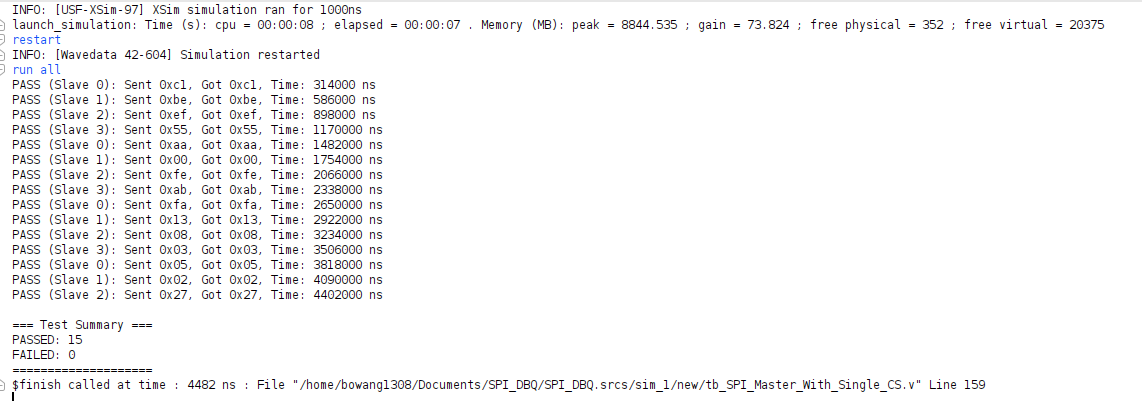 INFO: [USF-XSim-97] XSim simulation ran for 1000ns
launch_simulation: Time (s): cpu = 00:00:08 ; elapsed = 00:00:07 . Memory (MB): peak = 8844.535 ; gain = 73.824 ; free physical = 352 ; free virtual = 20375
restart
INFO: [Wavedata 42-604] Simulation restarted
run all
PASS (Slave 0): Sent 0xc1, Got 0xc1, Time: 314000 ns
PASS (Slave 1): Sent 0xbe, Got 0xbe, Time: 586000 ns
PASS (Slave 2): Sent 0xef, Got 0xef, Time: 898000 ns
PASS (Slave 3): Sent 0x55, Got 0x55, Time: 1170000 ns
PASS (Slave 0): Sent 0xaa, Got 0xaa, Time: 1482000 ns
PASS (Slave 1): Sent 0x00, Got 0x00, Time: 1754000 ns
PASS (Slave 2): Sent 0xfe, Got 0xfe, Time: 2066000 ns
PASS (Slave 3): Sent 0xab, Got 0xab, Time: 2338000 ns
PASS (Slave 0): Sent 0xfa, Got 0xfa, Time: 2650000 ns
PASS (Slave 1): Sent 0x13, Got 0x13, Time: 2922000 ns
PASS (Slave 2): Sent 0x08, Got 0x08, Time: 3234000 ns
PASS (Slave 3): Sent 0x03, Got 0x03, Time: 3506000 ns
PASS (Slave 0): Sent 0x05, Got 0x05, Time: 3818000 ns
PASS (Slave 1): Sent 0x02, Got 0x02, Time: 4090000 ns
PASS (Slave 2): Sent 0x27, Got 0x27, Time: 4402000 ns
=== Test Summary ===
PASSED: 15
FAILED: 0
====================
$finish called at time : 4482 ns : File "/home/bowang1308/Documents/SPI_DBQ/SPI_DBQ.srcs/sim_1/new/tb_SPI_Master_With_Single_CS.v" Line 159